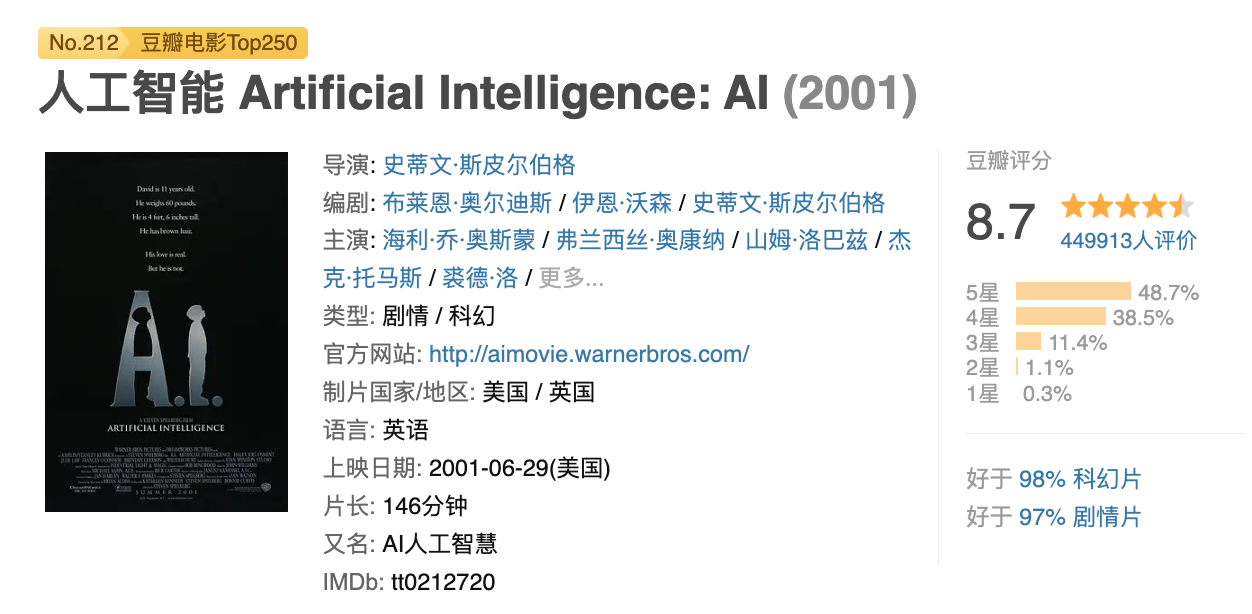 No.212 豆瓣电影Top250
人工智能 Artificial Intelligence: AI (2001)
David is 11 years old.
He weighs 60 pounds.
He is 4 feet, 6 inches tall.
He has brown hair.
His love is real.
But he is not.
A.I.
A STEVEN SPIELBERG FILM
ARTIFICIAL INTELLIGENCE
SUMMER 2001
导演: 史蒂文·斯皮尔伯格
编剧: 布莱恩·奥尔迪斯 / 伊恩·沃森 / 史蒂文·斯皮尔伯格
主演: 海利·乔·奥斯蒙 / 弗兰西丝·奥康纳 / 山姆·洛巴兹 / 杰
克·托马斯 / 裘德·洛 / 更多...
类型: 剧情 / 科幻
官方网站: http://aimovie.warnerbros.com/
制片国家/地区: 美国 / 英国
语言: 英语
上映日期: 2001-06-29(美国)
片长: 146分钟
又名: AI人工智慧
IMDb: tt0212720
豆瓣评分
8.7
449913人评价
5星 48.7%
4星 38.5%
3星 11.4%
2星 1.1%
1星 0.3%
好于 98% 科幻片
好于 97% 剧情片